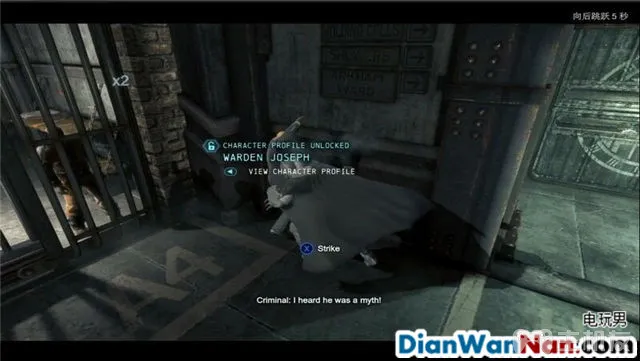 向后跳跃 5 秒
x2
CHARACTER PROFILE UNLOCKED
WARDEN JOSEPH
VIEW CHARACTER PROFILE
A4
X
Strike
Criminal: I heard he was a myth!
电玩男
DianWanNan.com